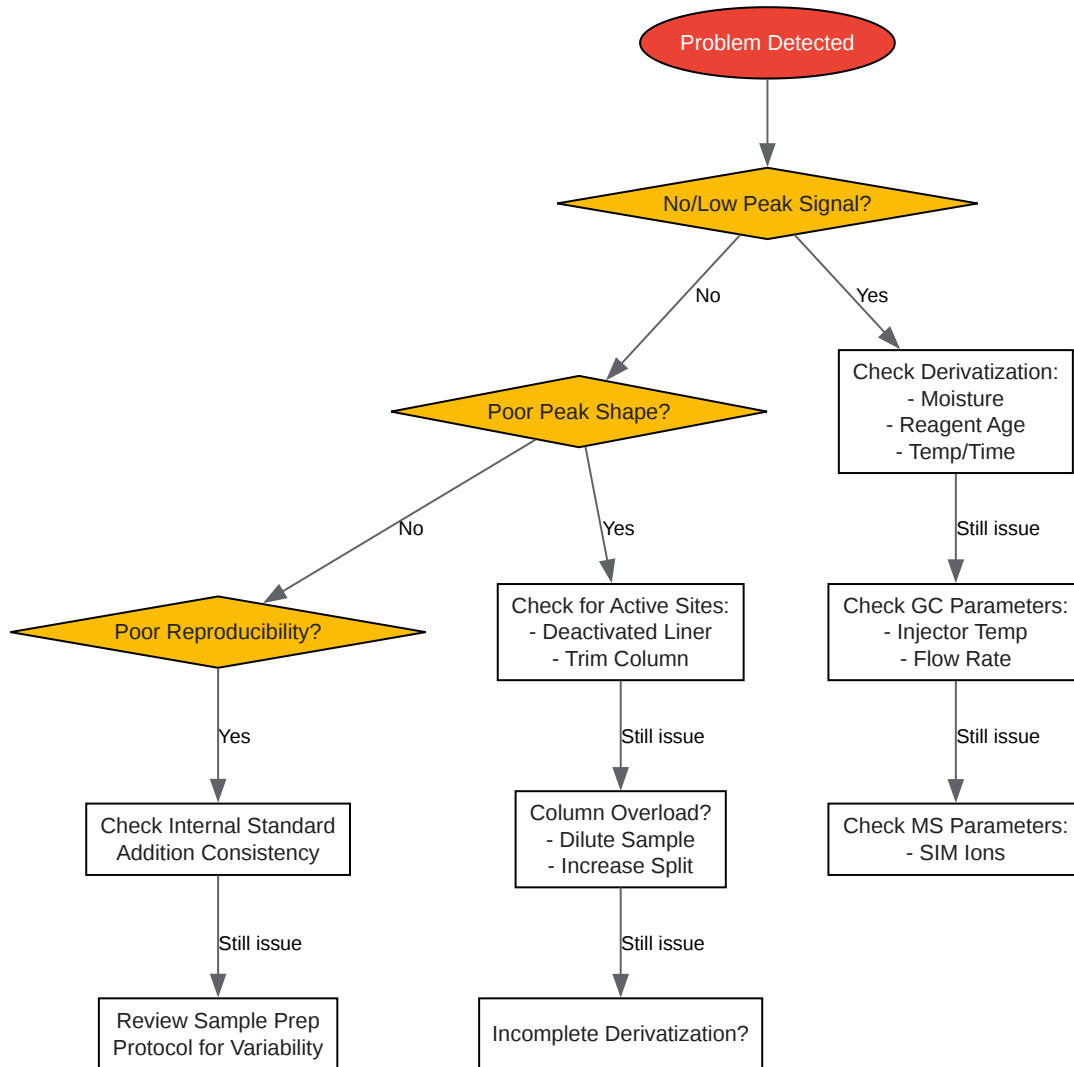 Problem Detected
No/Low Peak Signal?
No
Yes
Check Derivatization:
- Moisture
- Reagent Age
- Temp/Time
Poor Peak Shape?
No
Yes
Still issue
Poor Reproducibility?
Check for Active Sites:
- Deactivated Liner
- Trim Column
Check GC Parameters:
- Injector Temp
- Flow Rate
Yes
Still issue
Still issue
Check Internal Standard
Addition Consistency
Column Overload?
- Dilute Sample
- Increase Split
Check MS Parameters:
- SIM Ions
Still issue
Still issue
Review Sample Prep
Protocol for Variability
Incomplete Derivatization?